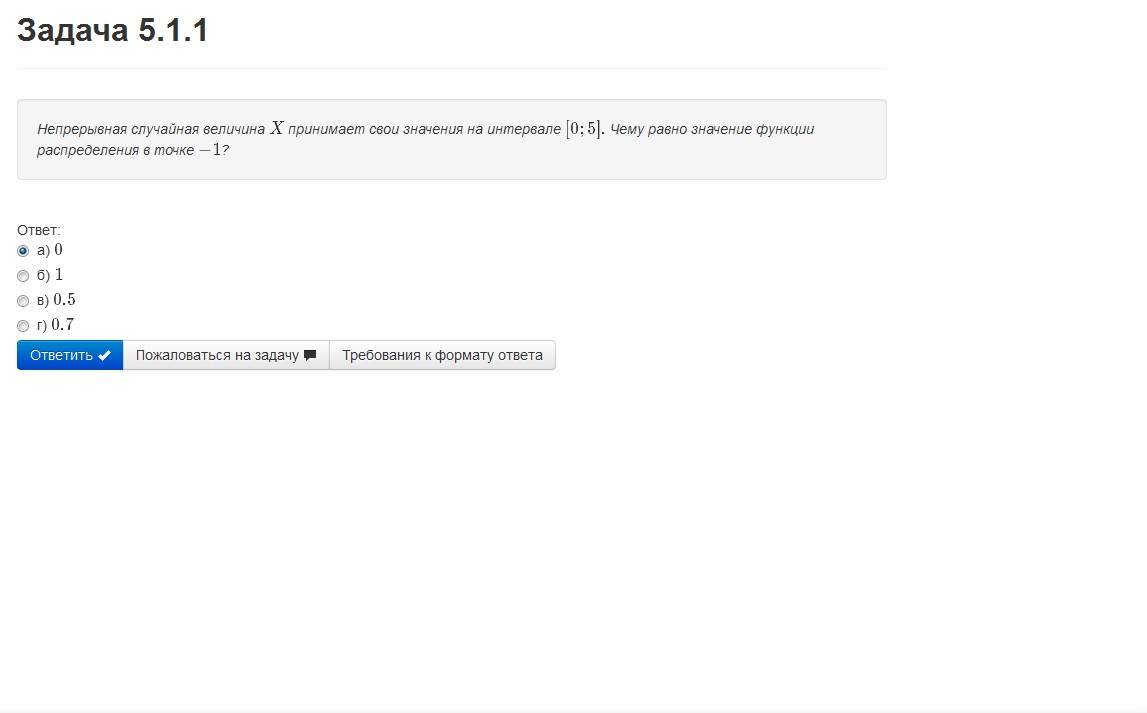 Задача 5.1.1
Непрерывная случайная величина X принимает свои значения на интервале [0; 5]. Чему равно значение функции
распределения в точке −1?
Ответ:
а) 0
б) 1
в) 0.5
г) 0.7
Ответить Пожаловаться на задачу Требования к формату ответа